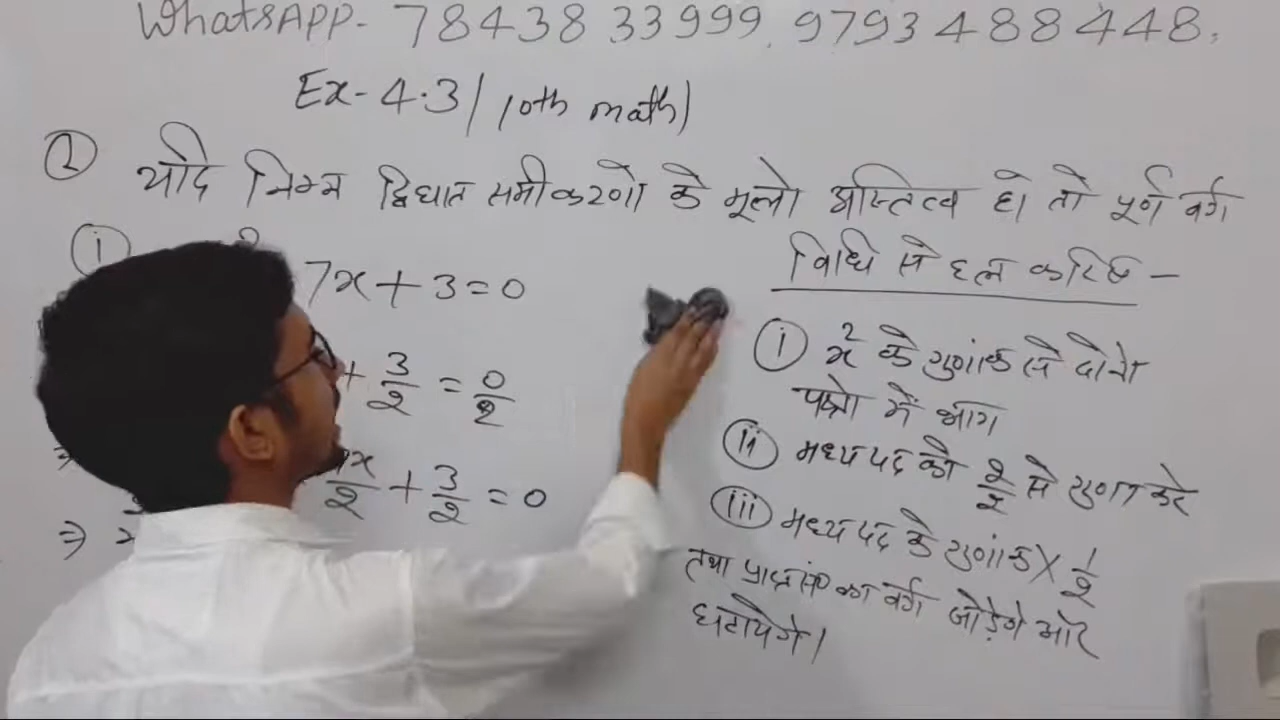 WhatsAPP- 7843833999, 9793488448,
Ex-4.3/ 10th math)
② यदि निम्न द्विघात समीकरणो के मूलो अस्तित्व हो तो पूर्ण वर्ग
विधि से हल करिए –
i 7x+3=0
+ 3/2 = 0/2
7x/2 + 3/2 = 0
⇒
i x² के गुणांक से दोनो
पक्षो में भाग
ii मध्य पद को 2/2 से गुणा करे
iii मध्य पद के गुणांक X 1/2
तथा प्राप्त सं० का वर्ग जोड़ेगे और
घटायेगे।